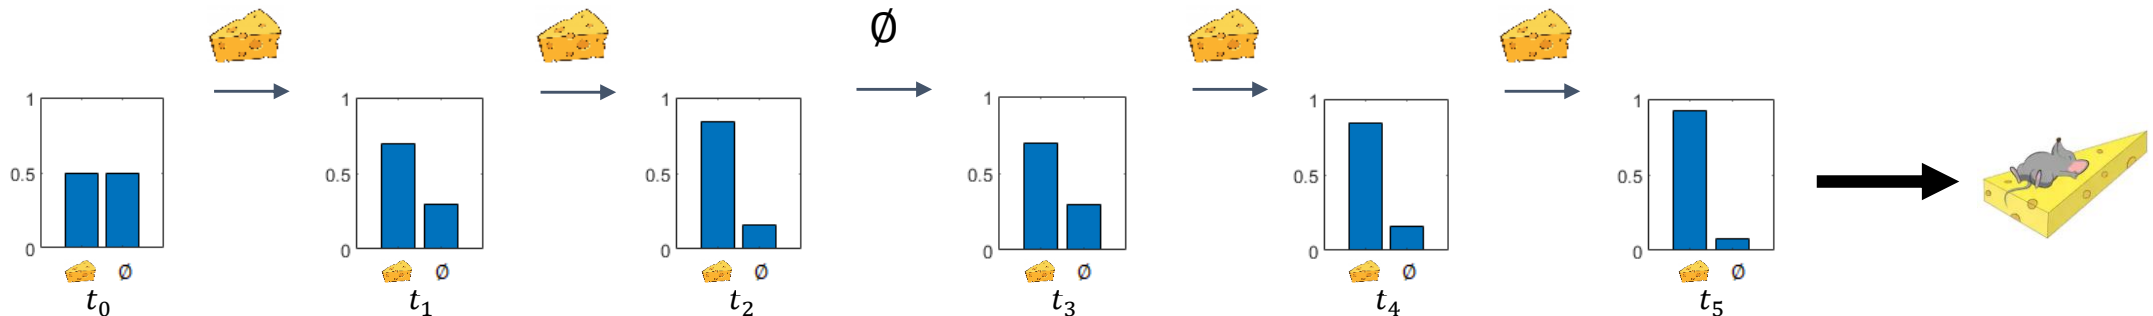 ∅
1 1 1 1 1 1
0.5 0.5 0.5 0.5 0.5 0.5
0 0 0 0 0 0
∅ ∅ ∅ ∅ ∅ ∅
t₀ t₁ t₂ t₃ t₄ t₅